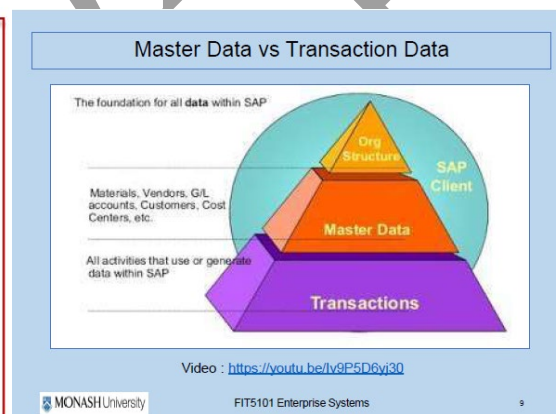 Master Data vs Transaction Data
The foundation for all data within SAP
Org
Structure
SAP
Client
Materials, Vendors, G/L
accounts, Customers, Cost
Centers, etc.
Master Data
All activities that use or generate
data within SAP
Transactions
Video : https://youtu.be/Iv9P5D6yj30
MONASH University
FIT5101 Enterprise Systems
9